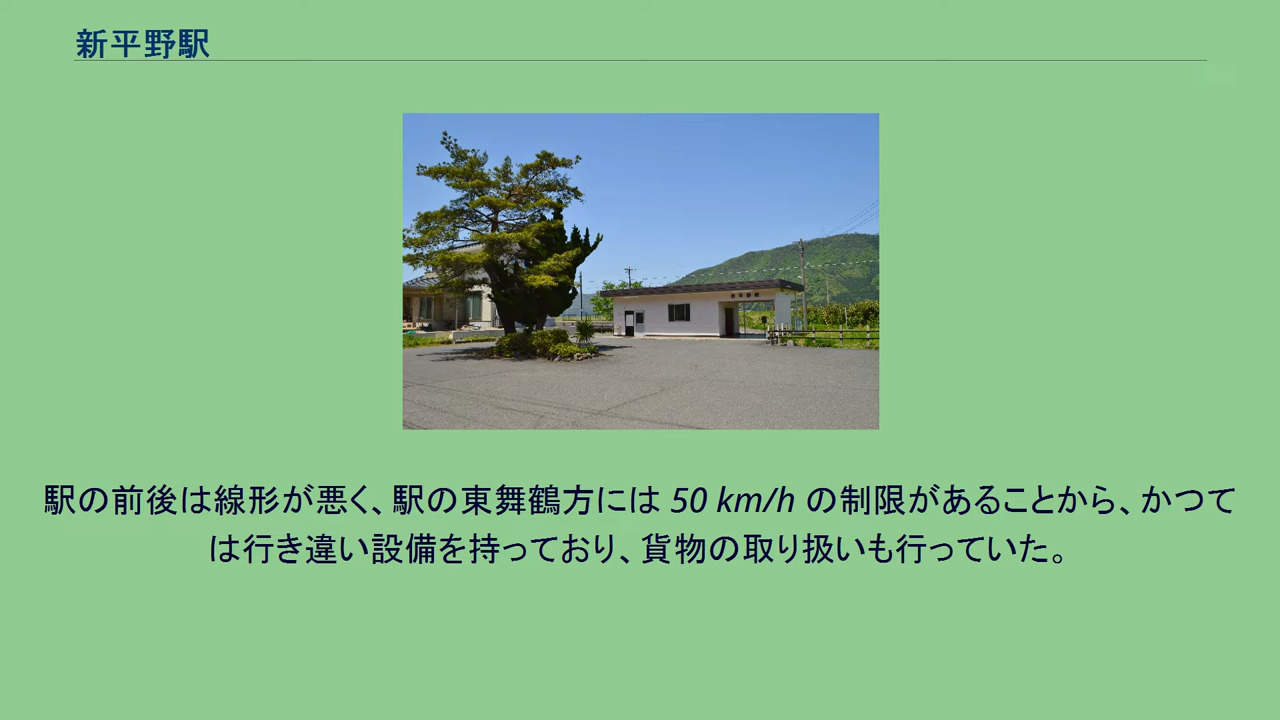 新平野駅
駅の前後は線形が悪く、駅の東舞鶴方には 50 km/h の制限があることから、かつて
は行き違い設備を持っており、貨物の取り扱いも行っていた。